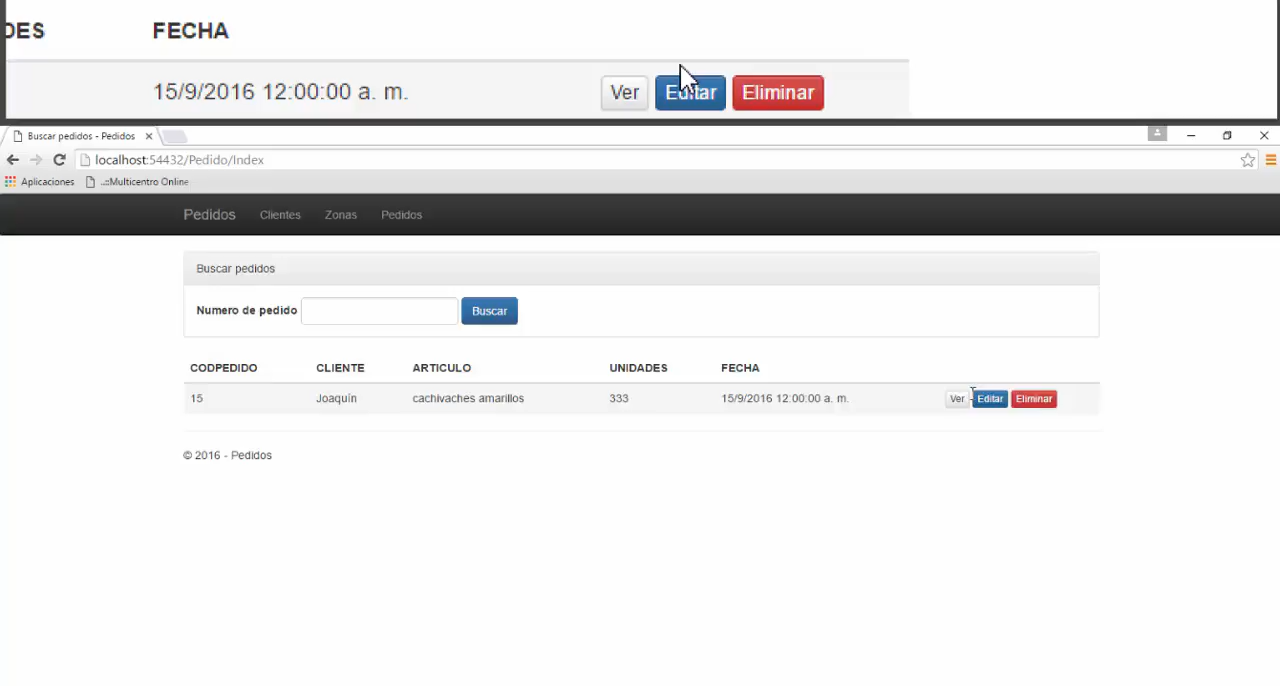 DES FECHA
15/9/2016 12:00:00 a. m. Ver Editar Eliminar
Buscar pedidos - Pedidos
localhost:54432/Pedido/Index
Aplicaciones ..::Multicentro Online
Pedidos Clientes Zonas Pedidos
Buscar pedidos
Numero de pedido Buscar
CODPEDIDO CLIENTE ARTICULO UNIDADES FECHA
15 Joaquín cachivaches amarillos 333 15/9/2016 12:00:00 a. m. Ver Editar Eliminar
© 2016 - Pedidos